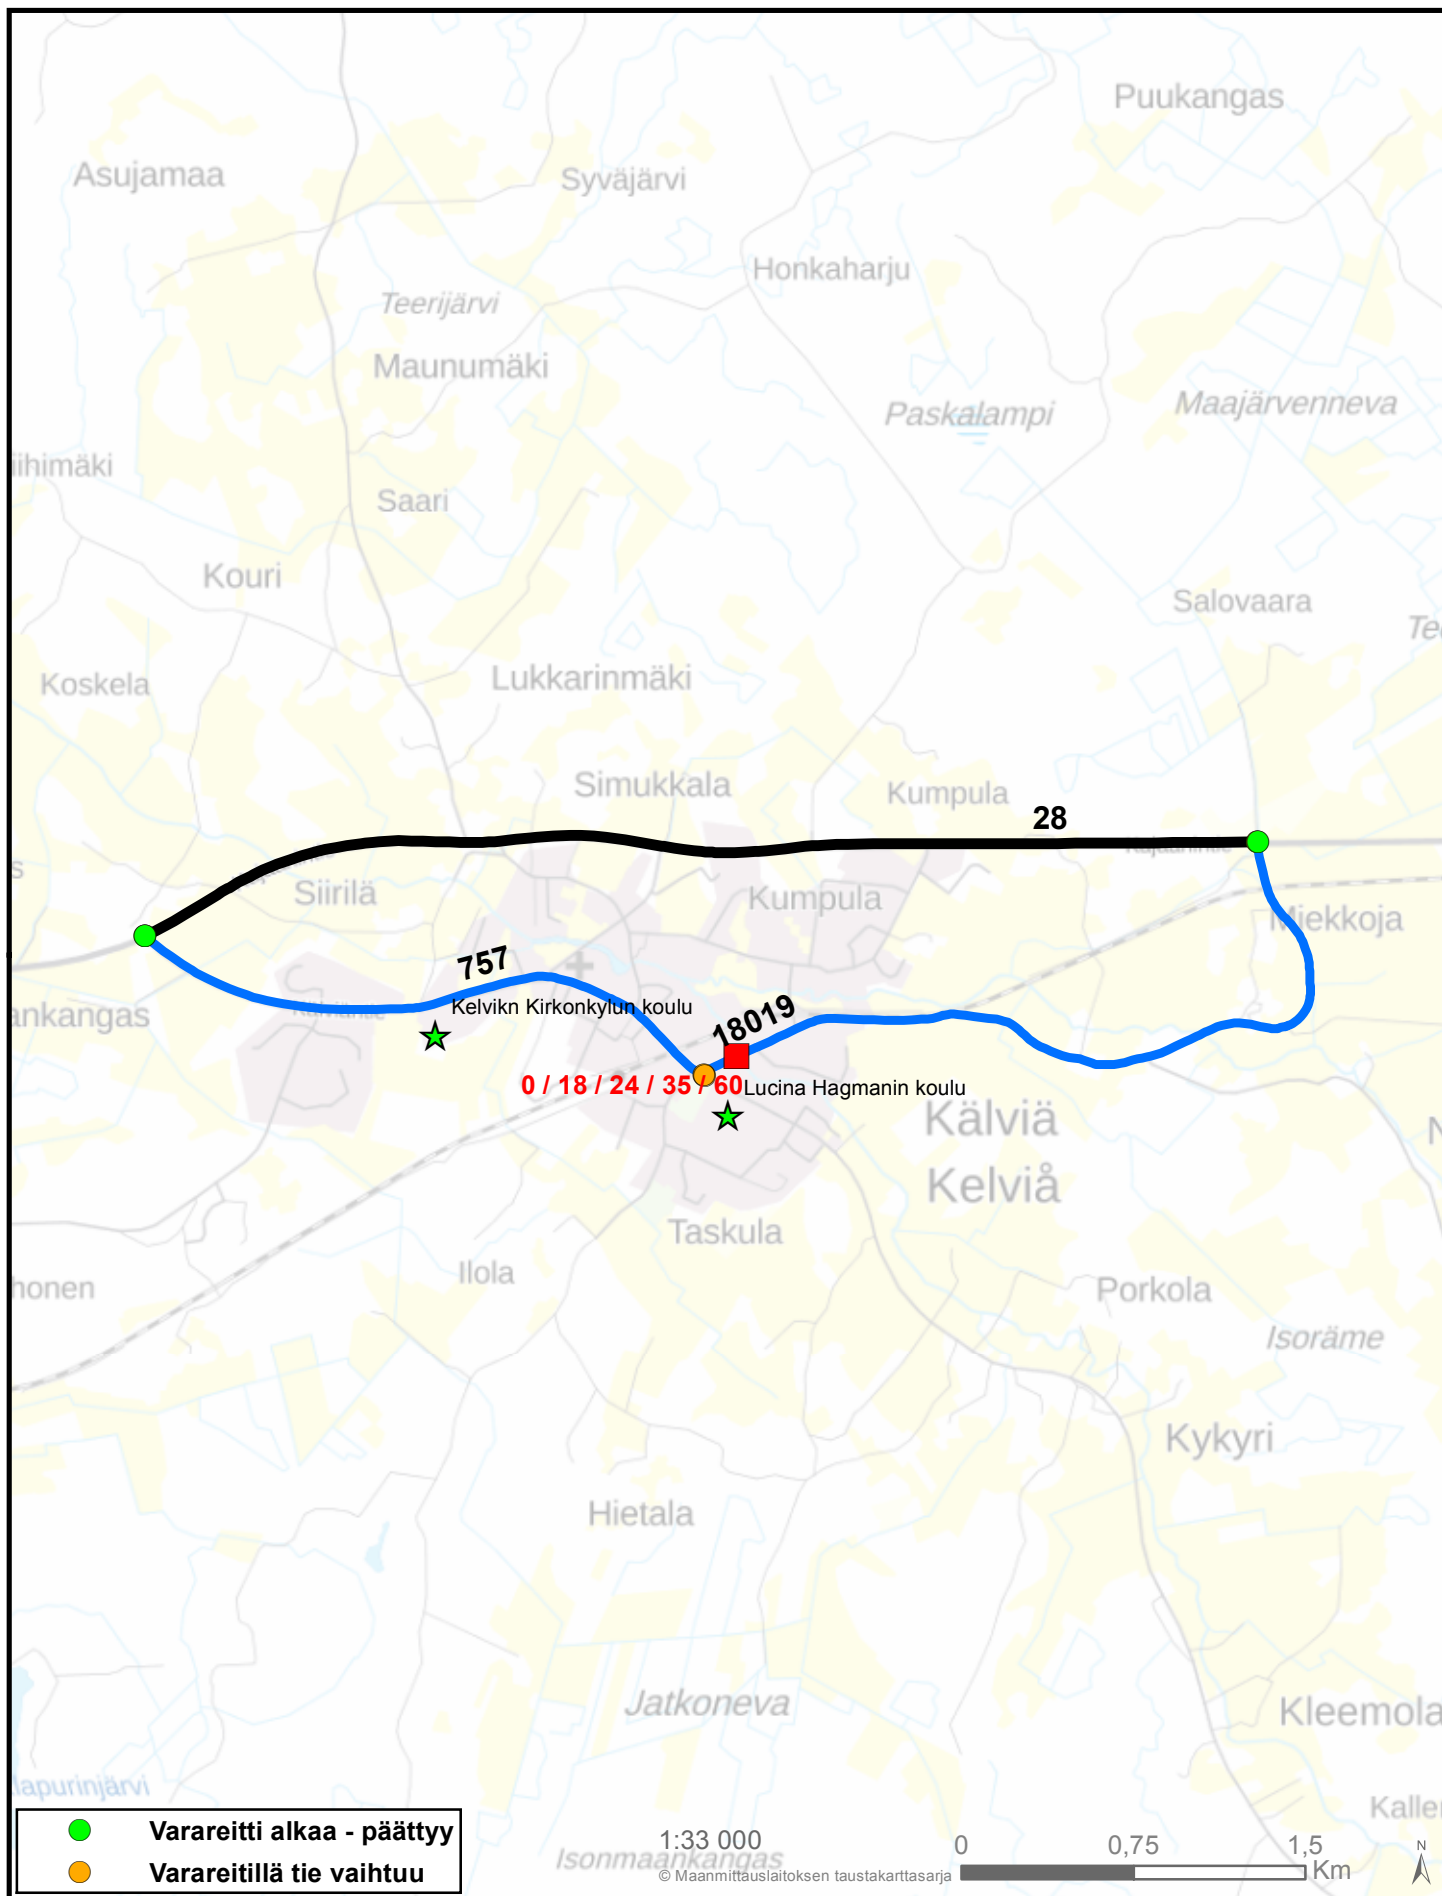 Puukangas
Asujamaa
Syväjärvi
Honkaharju
Teerijärvi
Maunumäki
Maajärvenneva
Paskalampi
iihimäki
Saari
Kouri
Salovaara
Koskela
Lukkarinmäki
Simukkala
Kumpula
28
Siirilä
Kumpula
Miekkoja
757
Kelvikn Kirkonkylun koulu
18019
ankangas
0 / 18 / 24 / 35 / 60
Lucina Hagmanin koulu
Kälviä
Kelviå
Taskula
Ilola
honen
Porkola
Isoräme
Kykyri
Hietala
Jatkoneva
Kleemola
lapurinjärvi
Kaller
Varareitti alkaa - päättyy
Varareitillä tie vaihtuu
1:33 000
Isonmaankangas
© Maanmittauslaitoksen taustakarttasarja
0 0,75 1,5
Km
N